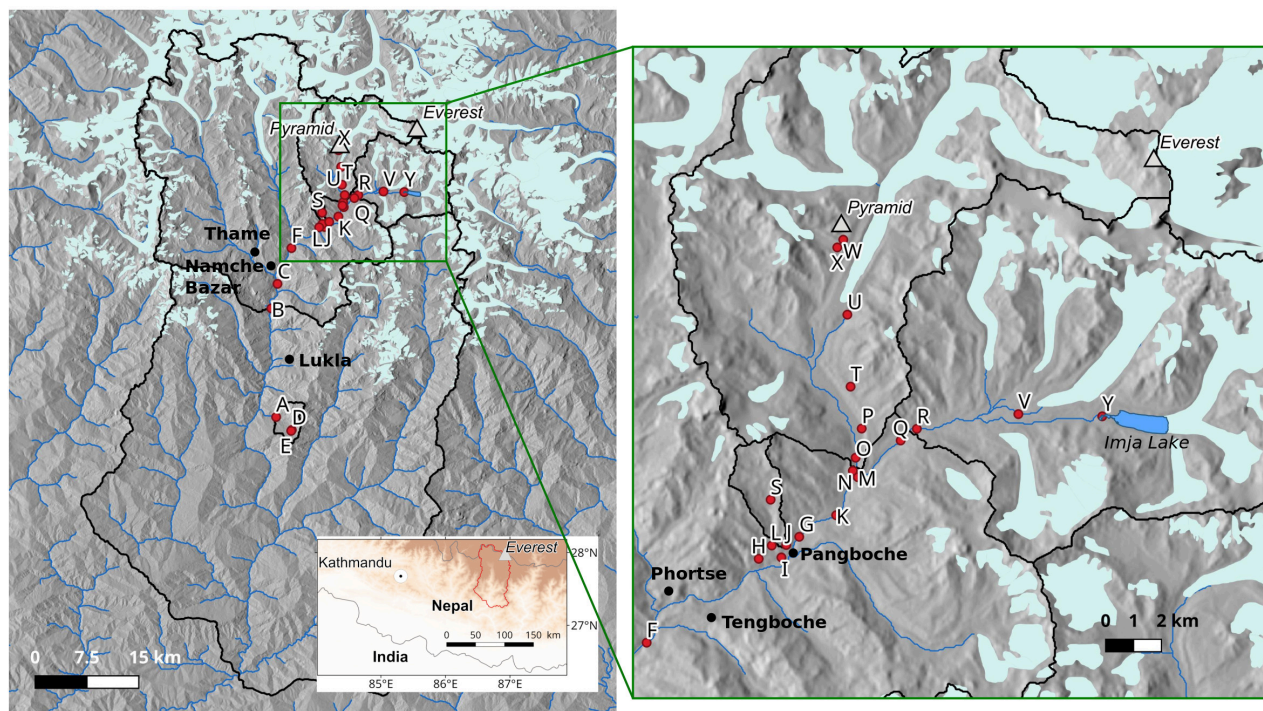 Everest
Pyramid
X
T
U
R
V
Y
S
Q
K
L
J
F
Thame
Namche
Bazar
C
B
Lukla
A
D
E
0 7.5 15 km
Everest
28°N
Kathmandu
Nepal
0 50 100 150 km
27°N
India
85°E 86°E 87°E
Everest
Pyramid
W
X
U
T
P
R
V
Y
Q
Imja Lake
O
N
M
S
K
G
L
J
H
I
Pangboche
Phortse
Tengboche
F
0 1 2 km